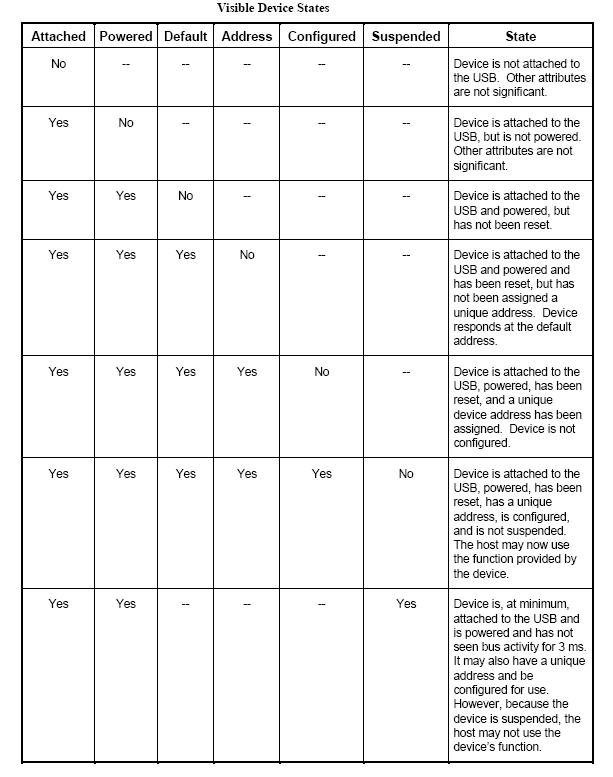 Visible Device States
Attached Powered Default Address Configured Suspended State
No -- -- -- -- -- Device is not attached to
the USB. Other attributes
are not significant.
Yes No -- -- -- -- Device is attached to the
USB, but is not powered.
Other attributes are not
significant.
Yes Yes No -- -- -- Device is attached to the
USB and powered, but
has not been reset.
Yes Yes Yes No -- -- Device is attached to the
USB and powered and
has been reset, but has
not been assigned a
unique address. Device
responds at the default
address.
Yes Yes Yes Yes No -- Device is attached to the
USB, powered, has been
reset, and a unique
device address has been
assigned. Device is not
configured.
Yes Yes Yes Yes Yes No Device is attached to the
USB, powered, has been
reset, has a unique
address, is configured,
and is not suspended.
The host may now use
the function provided by
the device.
Yes Yes -- -- -- Yes Device is, at minimum,
attached to the USB and
is powered and has not
seen bus activity for 3 ms.
It may also have a unique
address and be
configured for use.
However, because the
device is suspended, the
host may not use the
device's function.